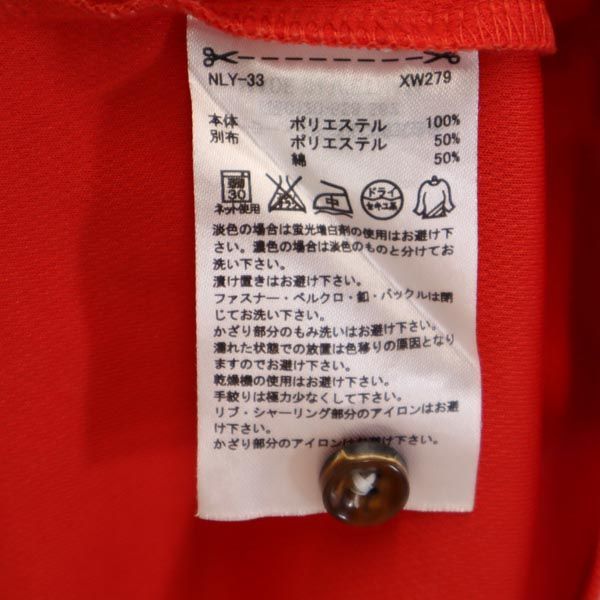 NLY-33 XW279
本体 ポリエステル 100%
別布 ポリエステル 50%
綿 50%
弱 30 中 ドライ セキユ系
ネット使用
淡色の場合は蛍光増白剤の使用はお避け下
さい。濃色の場合は淡色のものと分けてお
洗い下さい。
漬け置きはお避け下さい。
ファスナー・ベルクロ・釦・バックルは閉
じてお洗い下さい。
かざり部分のもみ洗いはお避け下さい。
濡れた状態での放置は色移りの原因となり
ますのでお避け下さい。
乾燥機の使用はお避け下さい。
手絞りは極力少なくして下さい。
リブ・シャーリング部分のアイロンはお避
け下さい。
かざり部分のアイロンはお避け下さい。